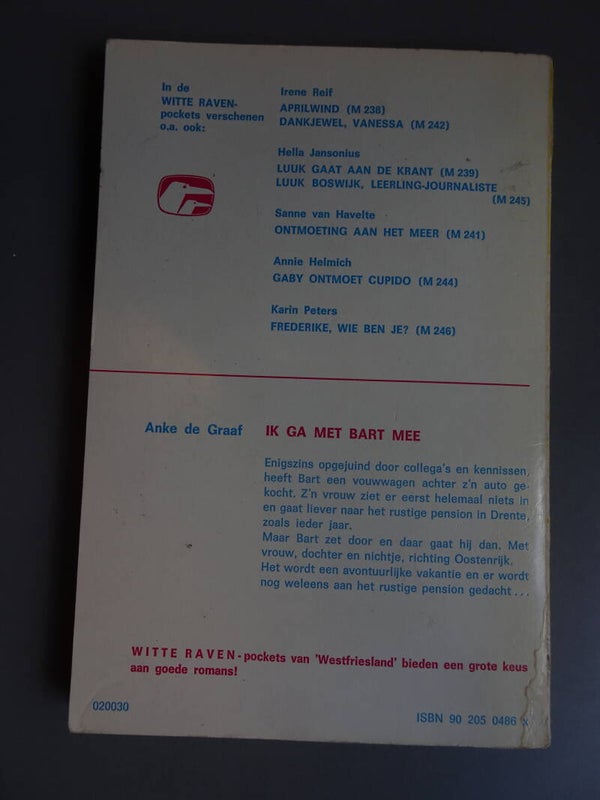 In de
WITTE RAVEN-
pockets verschenen
o.a. ook:
Irene Reif
APRILWIND (M 238)
DANKJEWEL, VANESSA (M 242)
Hella Jansonius
LUUK GAAT AAN DE KRANT (M 239)
LUUK BOSWIJK, LEERLING-JOURNALISTE
(M 245)
Sanne van Havelte
ONTMOETING AAN HET MEER (M 241)
Annie Helmich
GABY ONTMOET CUPIDO (M 244)
Karin Peters
FREDERIKE, WIE BEN JE? (M 246)
Anke de Graaf IK GA MET BART MEE
Enigszins opgejuind door collega's en kennissen,
heeft Bart een vouwwagen achter z'n auto ge-
kocht. Z'n vrouw ziet er eerst helemaal niets in
en gaat liever naar het rustige pension in Drente,
zoals ieder jaar.
Maar Bart zet door en daar gaat hij dan. Met
vrouw, dochter en nichtje, richting Oostenrijk.
Het wordt een avontuurlijke vakantie en er wordt
nog weleens aan het rustige pension gedacht...
WITTE RAVEN-pockets van 'Westfriesland' bieden een grote keus
aan goede romans!
020030
ISBN 90 205 0486 x